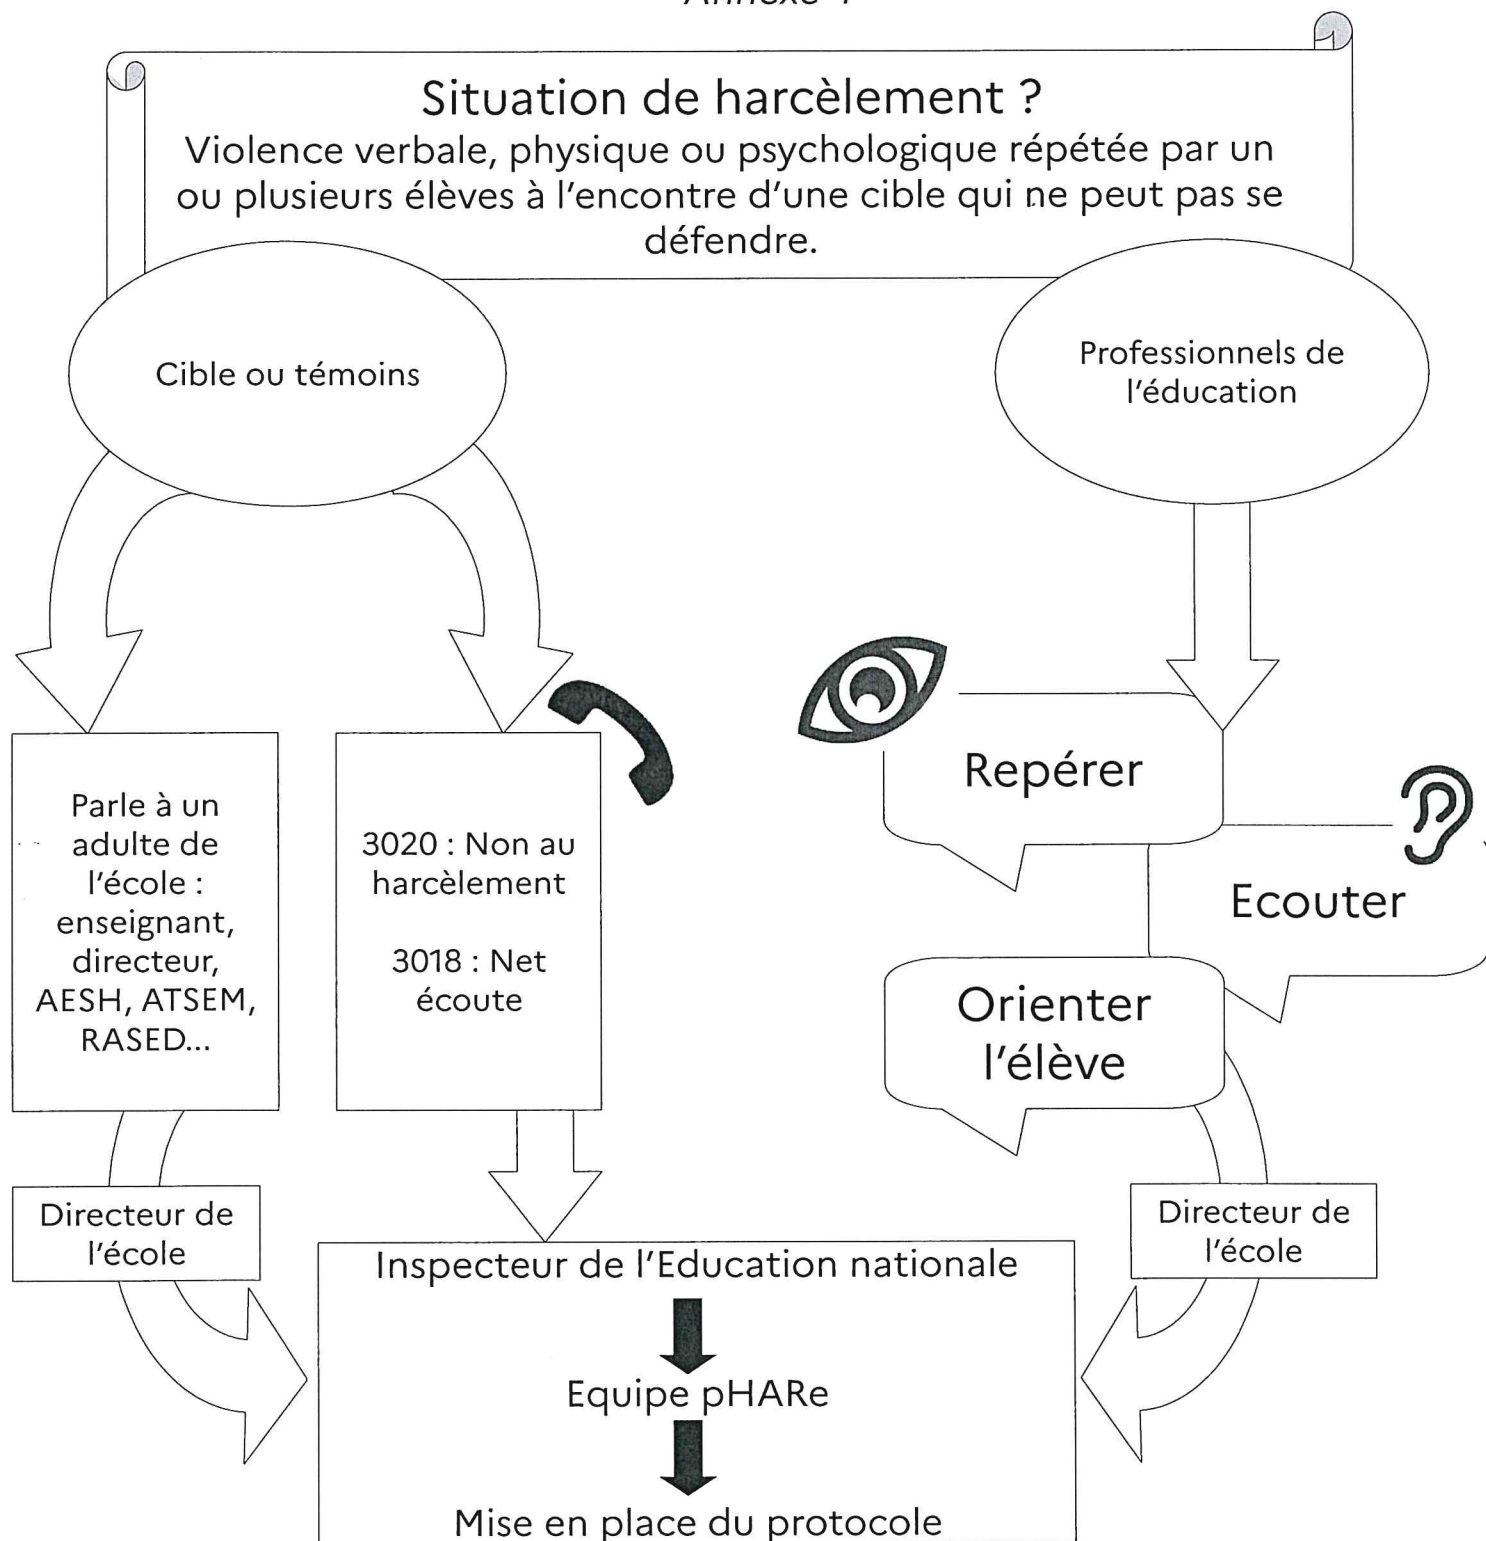 Situation de harcèlement ?
Violence verbale, physique ou psychologique répétée par un
ou plusieurs élèves à l'encontre d'une cible qui ne peut pas se
défendre.
Cible ou témoins
Professionnels de
l'éducation
Parle à un
adulte de
l'école :
enseignant,
directeur,
AESH, ATSEM,
RASED...
3020 : Non au
harcèlement
3018 : Net
écoute
Repérer
Ecouter
Orienter
l'élève
Directeur de
l'école
Directeur de
l'école
Inspecteur de l'Education nationale
Equipe pHARe
Mise en place du protocole